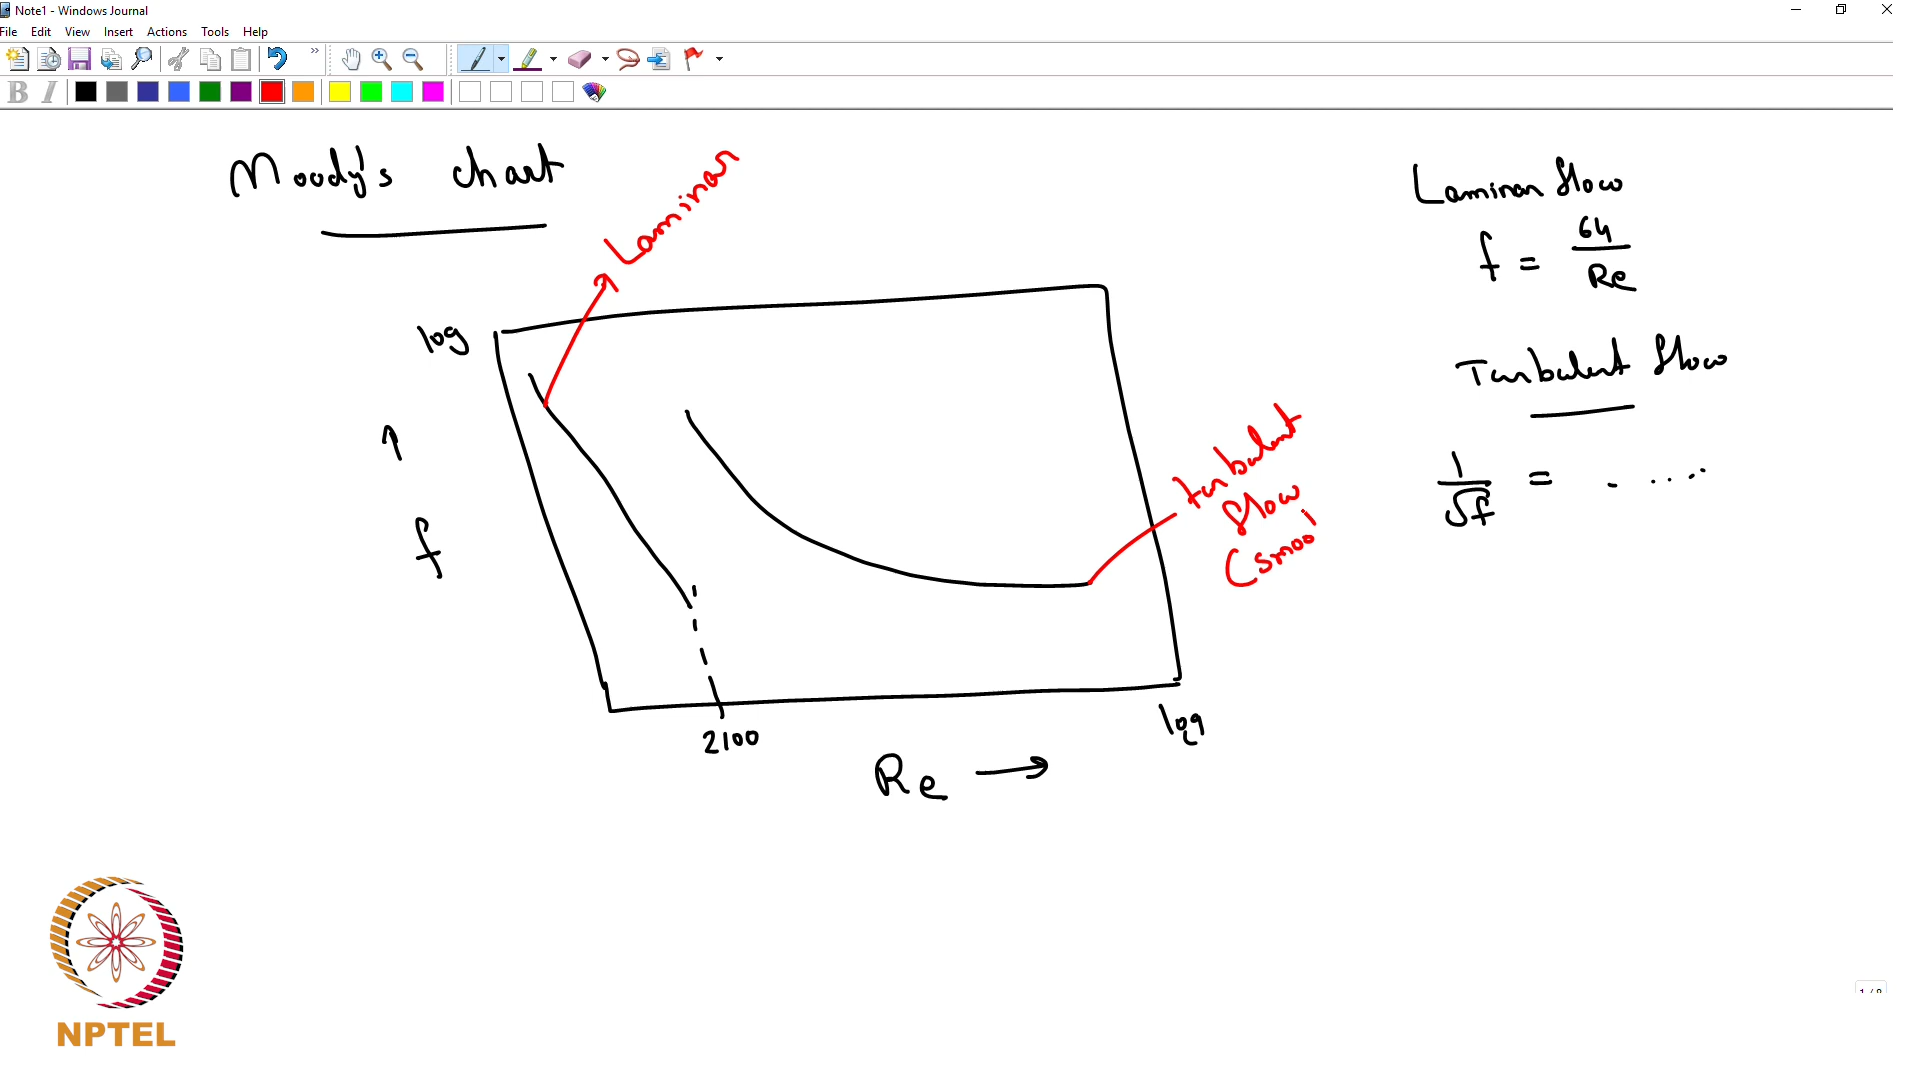 Note1 - Windows Journal
File Edit View Insert Actions Tools Help
B I
Moody's chart
Laminar
log
↑
f
2100
log
Re →
turbulent
flow
(smoo
Laminar flow
f = 64/Re
Turbulent flow
1/√f = . ....
NPTEL